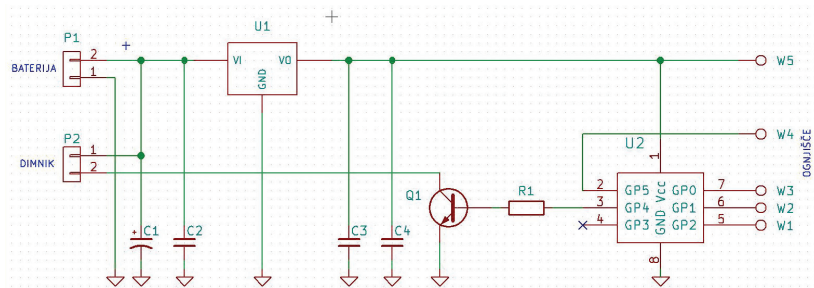 P1
2
1
BATERIJA
+
U1
VI
VO
GND
W5
P2
1
2
DIMNIK
W4
OGNJIŠČE
U2
1
Q1
R1
2
3
4
GP5
GP4
GP3
GND Vcc
GP0
GP1
GP2
7
6
5
W3
W2
W1
+
C1
C2
C3
C4
8